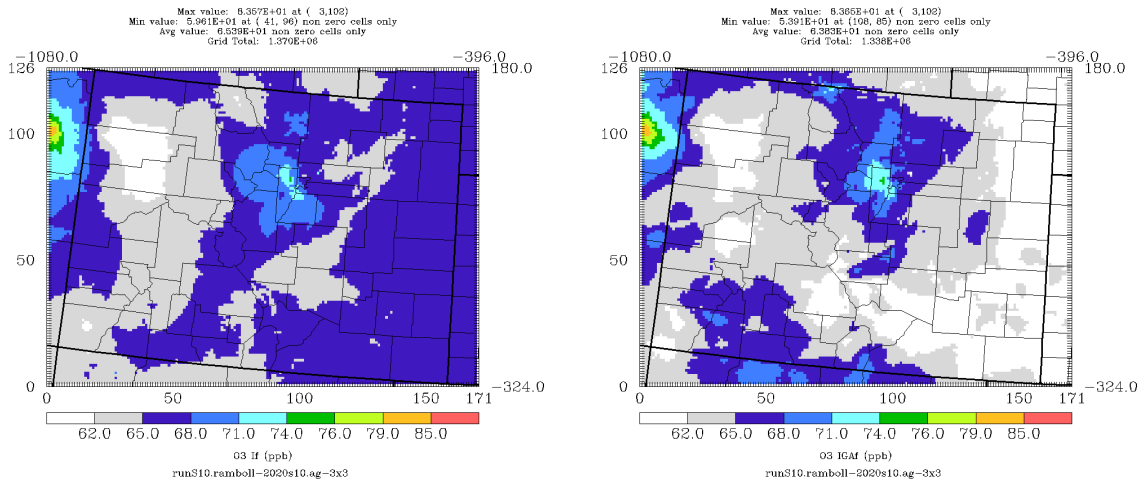 Max value: 8.357E+01 at ( 3,102)
Min value: 5.961E+01 at ( 41, 96) non zero cells only
Avg value: 6.539E+01 non zero cells only
Grid Total: 1.370E+06
-1080.0
-396.0
126
180.0
100
50
0
-324.0
0
50
100
150
171
62.0 65.0 68.0 71.0 74.0 76.0 79.0 85.0
O3 If (ppb)
runS10.ramboll-2020s10.ag-3x3
Max value: 8.365E+01 at ( 3,102)
Min value: 5.391E+01 at (108, 85) non zero cells only
Avg value: 6.383E+01 non zero cells only
Grid Total: 1.338E+06
-1080.0
-396.0
126
180.0
100
50
0
-324.0
0
50
100
150
171
62.0 65.0 68.0 71.0 74.0 76.0 79.0 85.0
O3 IGAf (ppb)
runS10.ramboll-2020s10.ag-3x3